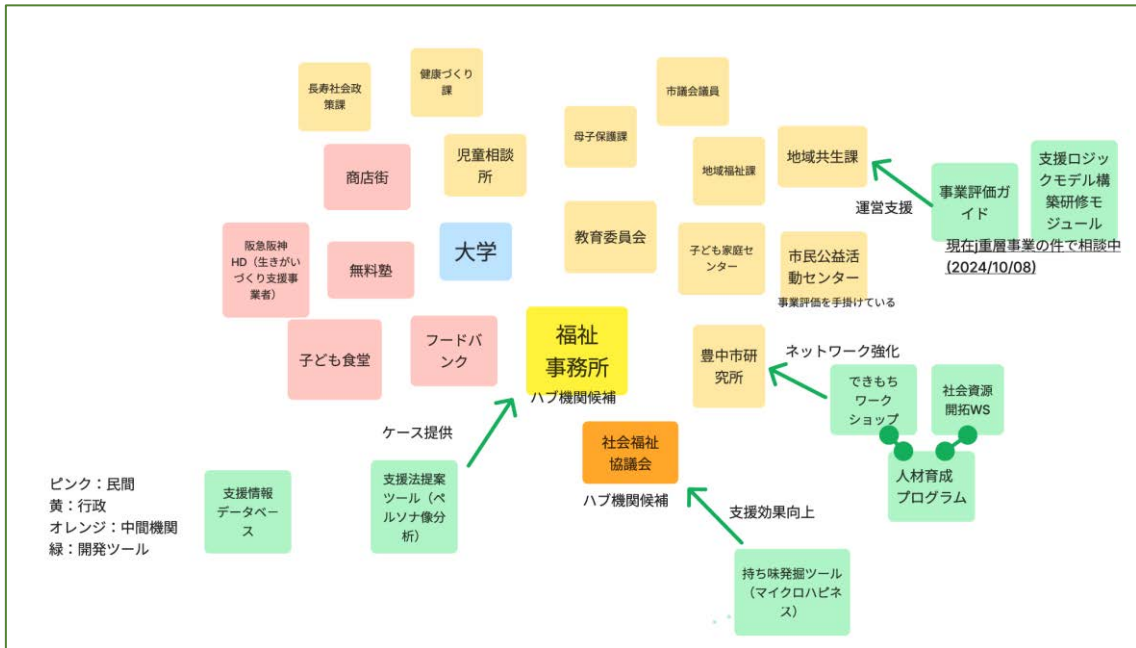 長寿社会政
策課
健康づくり
課
市議会議員
母子保護課
商店街
児童相談
所
地域福祉課
地域共生課
運営支援
事業評価ガ
イド
支援ロジッ
クモデル構
築研修モ
ジュール
現在j重層事業の件で相談中
(2024/10/08)
阪急阪神
HD（生きがい
づくり支援事
業者）
無料塾
大学
教育委員会
子ども家庭セ
ンター
市民公益活
動センター
事業評価を手掛けている
子ども食堂
フードバ
ンク
福祉
事務所
ハブ機関候補
豊中市研
究所
ネットワーク強化
できもち
ワーク
ショップ
社会資源
開拓WS
人材育成
プログラム
ケース提供
社会福祉
協議会
ハブ機関候補
支援効果向上
ピンク：民間
黄：行政
オレンジ：中間機関
緑：開発ツール
支援情報
データベー
ス
支援法提案
ツール（ペ
ルソナ像分
析）
持ち味発掘ツール
（マイクロハピネ
ス）